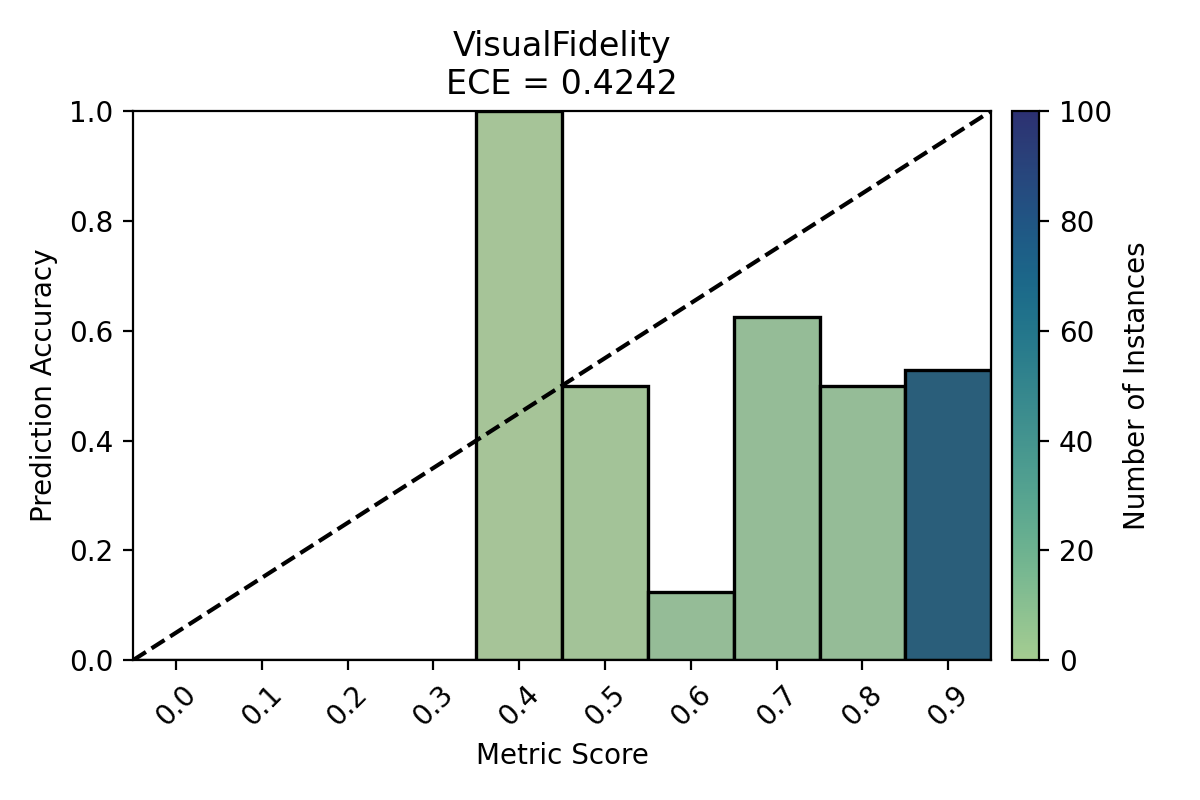 VisualFidelity
ECE = 0.4242
Prediction Accuracy
1.0
0.8
0.6
0.4
0.2
0.0
0.0 0.1 0.2 0.3 0.4 0.5 0.6 0.7 0.8 0.9
Metric Score
100
80
60
40
20
0
Number of Instances